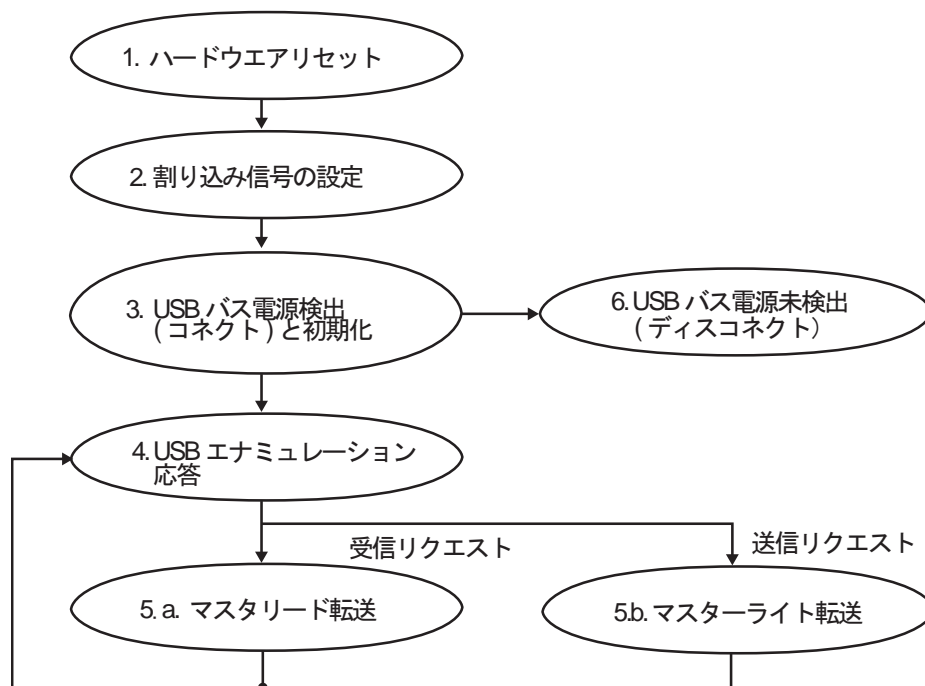 1. ハードウエアリセット
2. 割り込み信号の設定
3. USB バス電源検出
( コネクト ) と初期化
6. USB バス電源未検出
( ディスコネクト）
4. USB エナミュレーション
応答
受信リクエスト
送信リクエスト
5. a. マスタリード転送
5.b. マスターライト転送